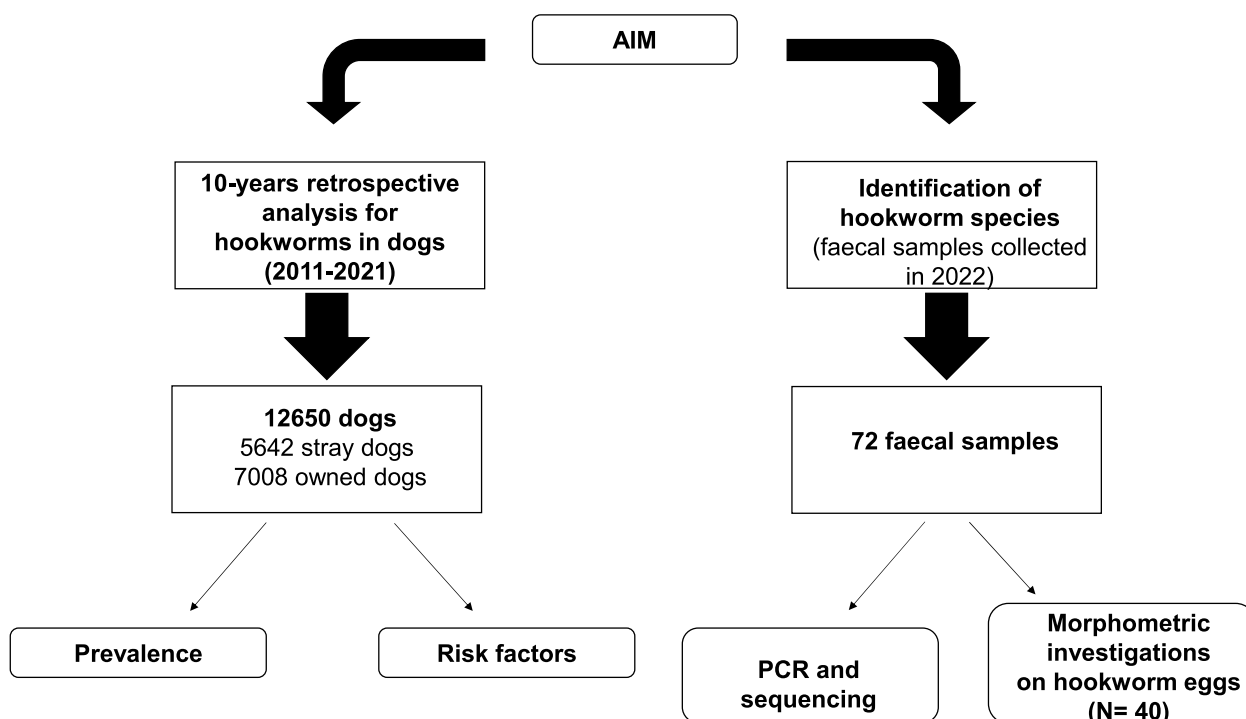 AIM
10-years retrospective
analysis for
hookworms in dogs
(2011-2021)
Identification of
hookworm species
(faecal samples collected
in 2022)
12650 dogs
5642 stray dogs
7008 owned dogs
72 faecal samples
Prevalence
Risk factors
PCR and
sequencing
Morphometric
investigations
on hookworm eggs
(N= 40)